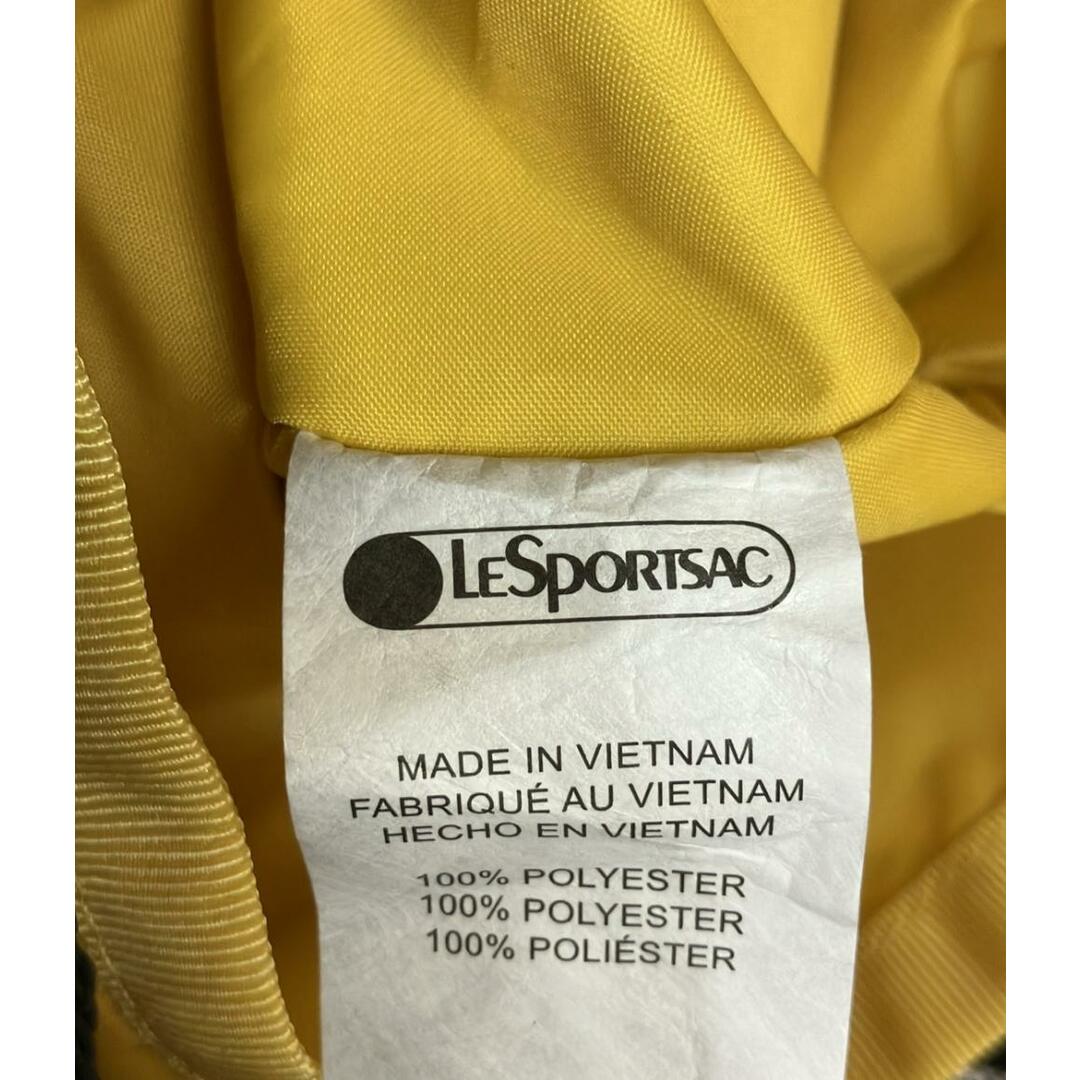 LESPORTSAC
MADE IN VIETNAM
FABRIQUÉ AU VIETNAM
HECHO EN VIETNAM
100% POLYESTER
100% POLYESTER
100% POLIÉSTER